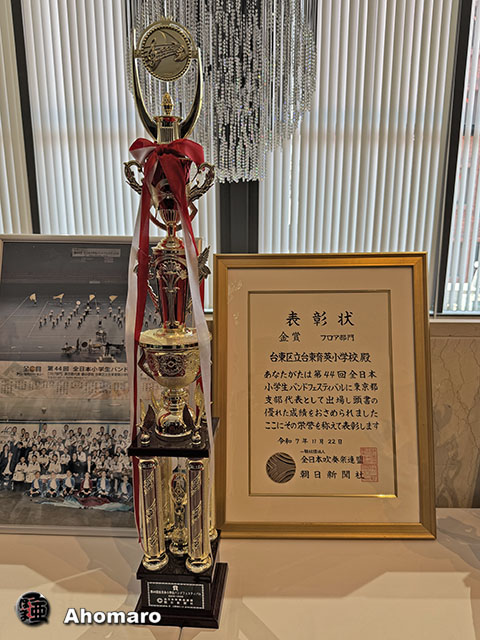 表彰状
金賞 フロア部門
台東区立台東育英小学校 殿
あなたがたは第44回全日本
小学生バンドフェスティバルに東京都
支部代表として出場し頭書の
優れた成績をおさめられました
ここにその栄誉を称えて表彰します
令和7年11月22日
一般社団法人
全日本吹奏楽連盟
朝日新聞社
第44回 全日本小学生バンド
Ahomaro